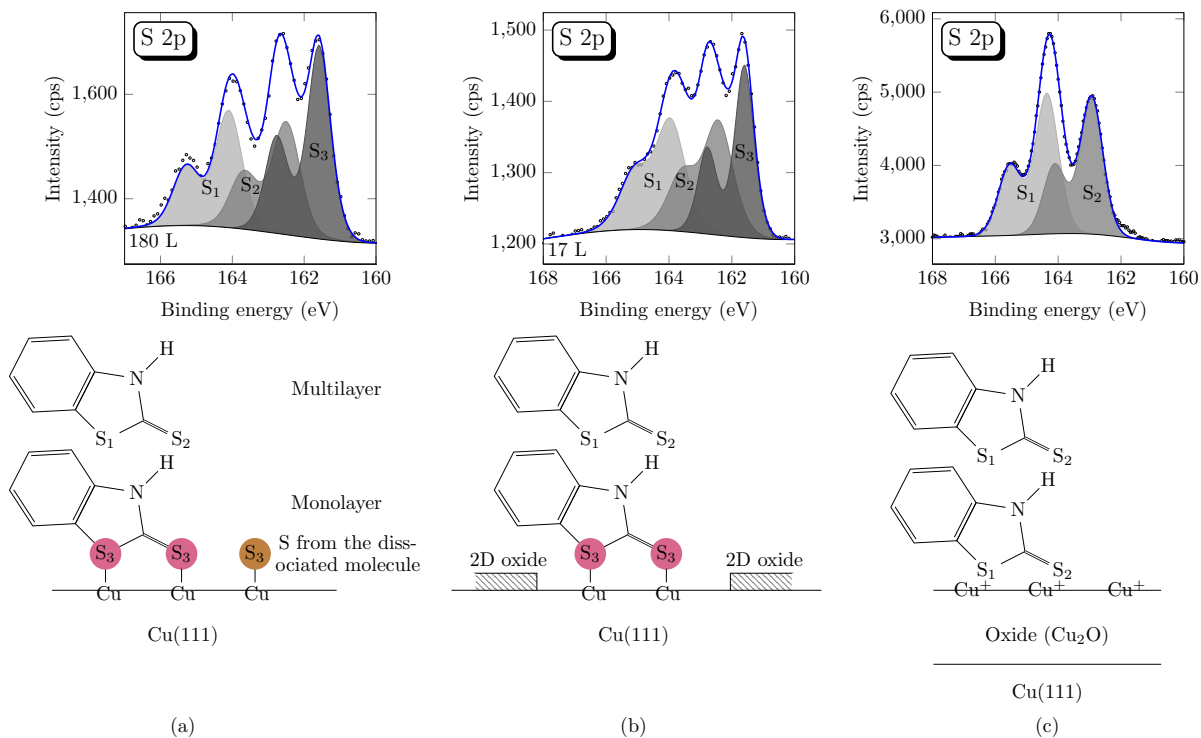 S 2p
1,600
1,400
Intensity (cps)
S₁
S₂
S₃
180 L
166 164 162 160
Binding energy (eV)
S 2p
1,500
1,400
1,300
1,200
Intensity (cps)
S₁
S₂
S₃
17 L
168 166 164 162 160
Binding energy (eV)
S 2p
6,000
5,000
4,000
3,000
Intensity (cps)
S₁
S₂
168 166 164 162 160
Binding energy (eV)
H
N
S₁
S₂
Multilayer
H
N
S₃
S₃
Monolayer
S₃
S from the diss-
ociated molecule
Cu
Cu
Cu
Cu(111)
(a)
H
N
S₁
S₂
H
N
S₃
S₃
2D oxide
2D oxide
Cu
Cu
Cu(111)
(b)
H
N
S₁
S₂
H
N
S₁
S₂
Cu⁺
Cu⁺
Cu⁺
Oxide (Cu₂O)
Cu(111)
(c)